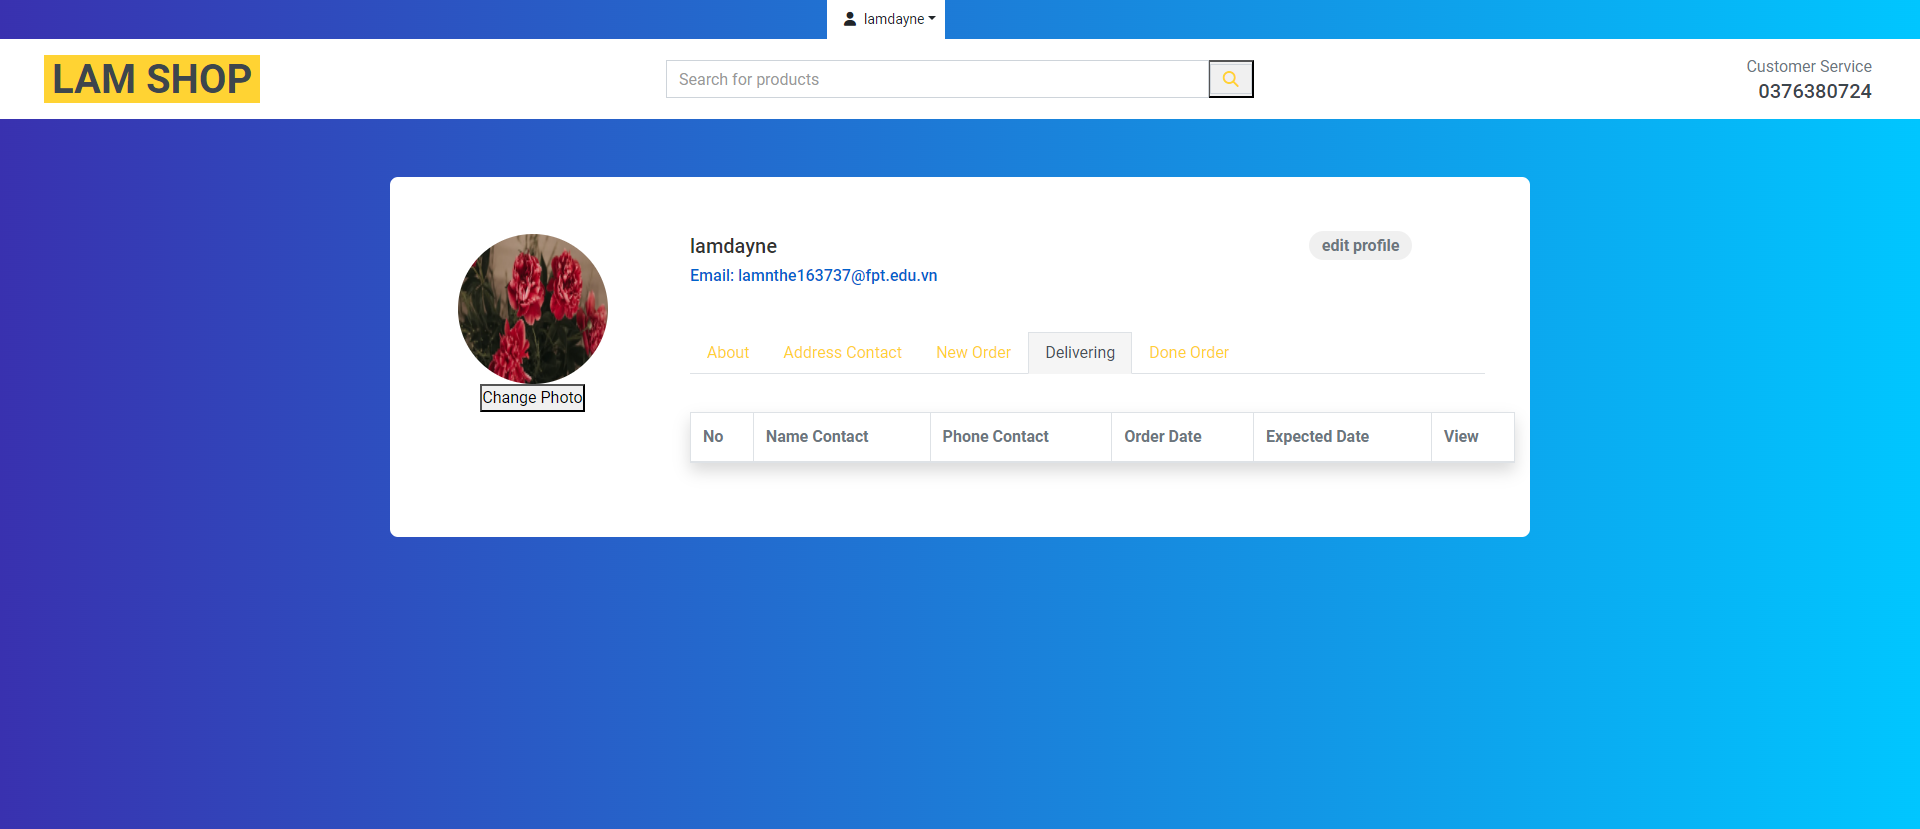 lamdayne
LAM SHOP
Search for products
Customer Service
0376380724
lamdayne
edit profile
Email: lamnthe163737@fpt.edu.vn
About Address Contact New Order Delivering Done Order
Change Photo
No Name Contact Phone Contact Order Date Expected Date View